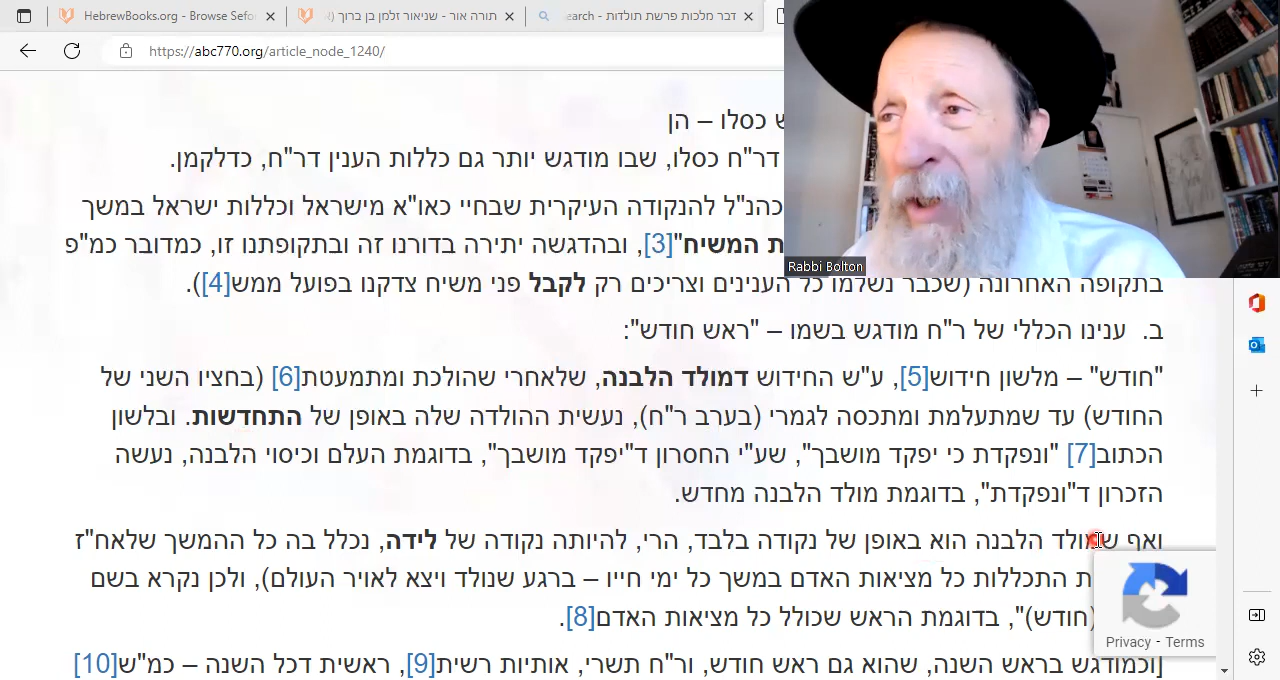 HebrewBooks.org - Browse Sefo
תורה אור - שניאור זלמן בן ברוך
דבר מלכות פרשת תולדות - earch
https://abc770.org/article_node_1240/
ש כסלו – הן
דר"ח כסלו, שבו מודגש יותר גם כללות הענין דר"ח, כדלקמן.
כהנ"ל להנקודה העיקרית שבחיי כאו"א מישראל וכללות ישראל במשך
ת המשיח"[3], ובהדגשה יתירה בדורנו זה ובתקופתנו זו, כמדובר כמ"פ
בתקופה האחרונה (שכבר נשלמו כל הענינים וצריכים רק לקבל פני משיח צדקנו בפועל ממש[4]).
ב. ענינו הכללי של ר"ח מודגש בשמו – "ראש חודש":
"חודש" – מלשון חידוש[5], ע"ש החידוש דמולד הלבנה, שלאחרי שהולכת ומתמעטת[6] (בחציו השני של
החודש) עד שמתעלמת ומתכסה לגמרי (בערב ר"ח), נעשית ההולדה שלה באופן של התחדשות. ובלשון
הכתוב[7] "ונפקדת כי יפקד מושבך", שע"י החסרון ד"יפקד מושבך", בדוגמת העלם וכיסוי הלבנה, נעשה
הזכרון ד"ונפקדת", בדוגמת מולד הלבנה מחדש.
ואף שמולד הלבנה הוא באופן של נקודה בלבד, הרי, להיותה נקודה של לידה, נכלל בה כל ההמשך שלאח"ז
ת התכללות כל מציאות האדם במשך כל ימי חייו – ברגע שנולד ויצא לאויר העולם), ולכן נקרא בשם
(חודש)", בדוגמת הראש שכולל כל מציאות האדם[8].
[וכמודגש בראש השנה, שהוא גם ראש חודש, ור"ח תשרי, אותיות רשית[9], ראשית דכל השנה – כמ"ש[10]
Rabbi Bolton
Privacy - Terms